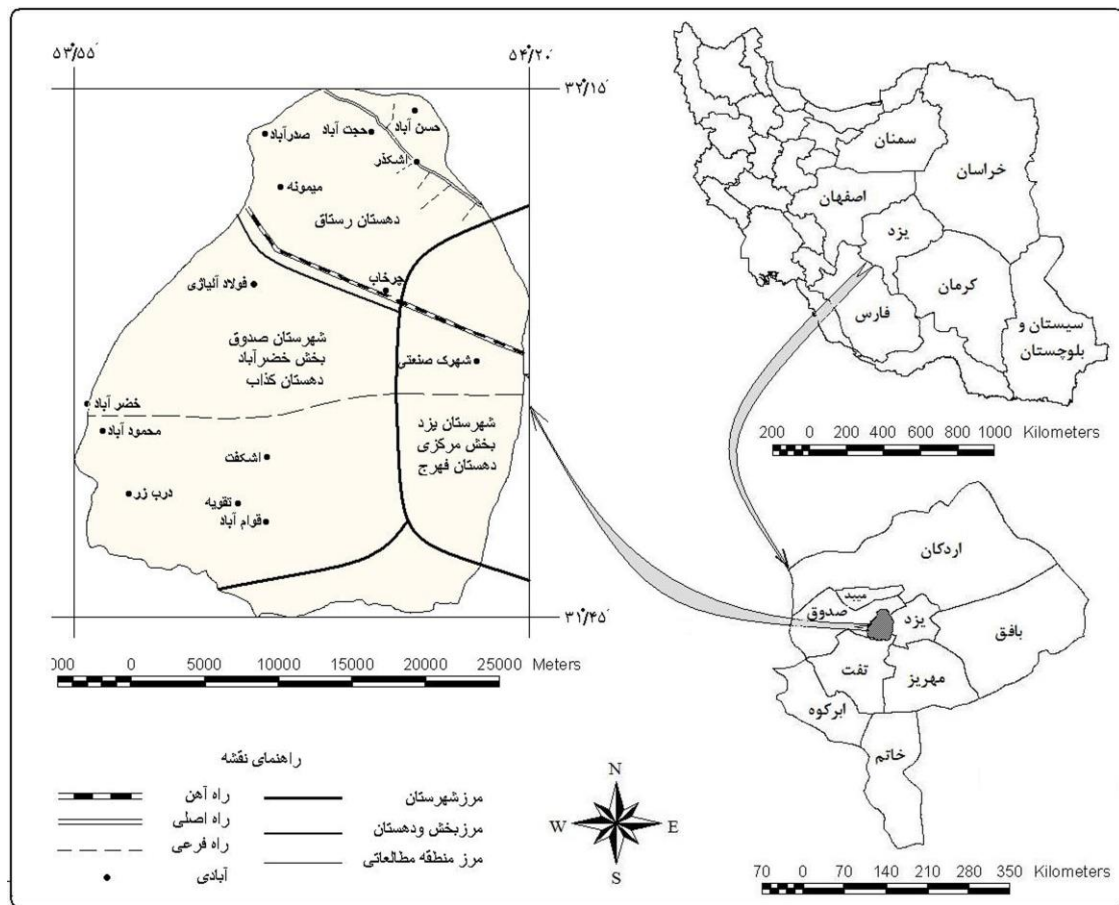 ۵۳°/۵۵′
۵۴°/۲۰′
۳۲°/۱۵′
حسن آباد
حجت آباد
صدرآباد
اشکذر
میمونه
دهستان رستاق
چرخاب
فولاد آلیاژی
شهرستان صدوق
بخش خضرآباد
دهستان کذاب
شهرک صنعتی
خضر آباد
محمود آباد
شهرستان یزد
بخش مرکزی
دهستان فهرج
اشکفت
درب زر
تقویه
قوام آباد
۳۱°/۴۵′
000 0 5000 10000 15000 20000 25000 Meters
سمنان
خراسان
اصفهان
یزد
کرمان
فارس
سیستان و
بلوچستان
200 0 200 400 600 800 1000 Kilometers
اردکان
میبد
صدوق
یزد
بافق
تفت
مهریز
ابرکوه
خاتم
70 0 70 140 210 280 350 Kilometers
راهنمای نقشه
مرزشهرستان
راه آهن
مرزبخش ودهستان
راه اصلی
مرز منطقه مطالعاتی
راه فرعی
آبادی
N
W
E
S